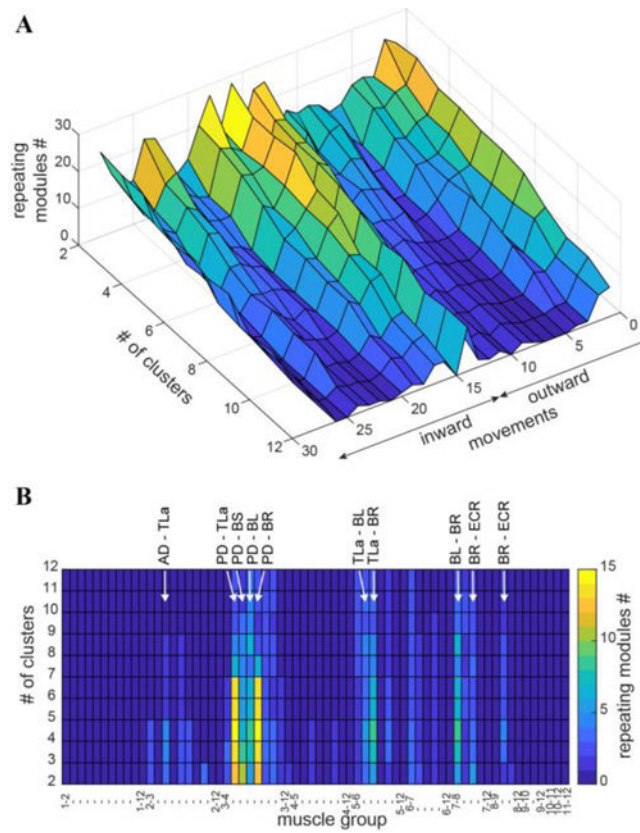 A
repeating
modules #
30
20
10
0
2
4
6
8
10
12
# of clusters
30
25
20
15
10
5
0
inward
outward
movements
B
AD - TLa
PD - TLa
PD - BS
PD - BL
PD - BR
TLa - BL
TLa - BR
BL - BR
BR - ECR
BR - ECR
# of clusters
12
11
10
9
8
7
6
5
4
3
2
15
10
5
0
repeating modules #
1-2
1-12
2-3
2-12
3-4
3-12
4-5
4-12
5-6
5-12
6-7
6-12
7-8
7-12
8-9
8-12
9-10
9-12
10-11
10-12
11-12
muscle group